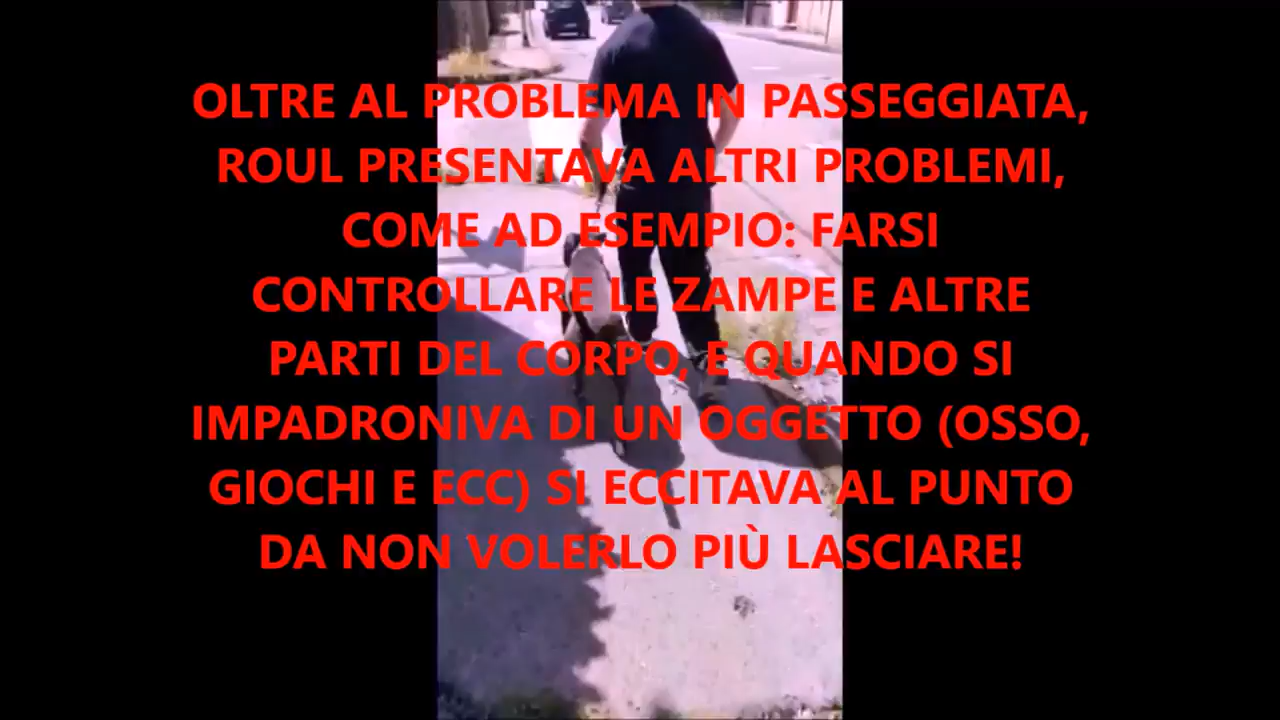 OLTRE AL PROBLEMA IN PASSEGGIATA,
ROUL PRESENTAVA ALTRI PROBLEMI,
COME AD ESEMPIO: FARSI
CONTROLLARE LE ZAMPE E ALTRE
PARTI DEL CORPO, E QUANDO SI
IMPADRONIVA DI UN OGGETTO (OSSO,
GIOCHI E ECC) SI ECCITAVA AL PUNTO
DA NON VOLERLO PIÙ LASCIARE!